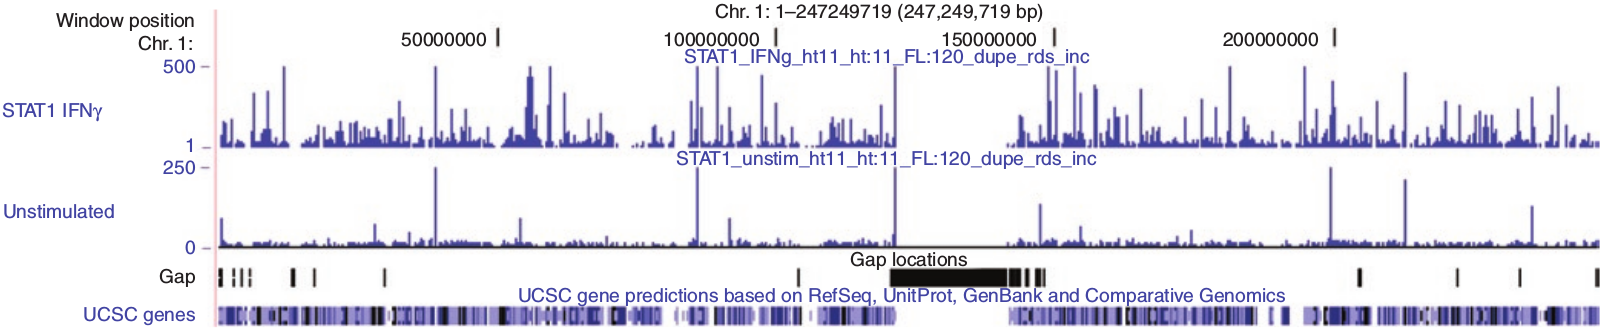 Window position
Chr. 1: 1–247249719 (247,249,719 bp)
Chr. 1:
50000000
100000000
150000000
200000000
STAT1_IFNg_ht11_ht:11_FL:120_dupe_rds_inc
500
STAT1 IFNγ
1
STAT1_unstim_ht11_ht:11_FL:120_dupe_rds_inc
250
Unstimulated
0
Gap locations
Gap
UCSC gene predictions based on RefSeq, UnitProt, GenBank and Comparative Genomics
UCSC genes